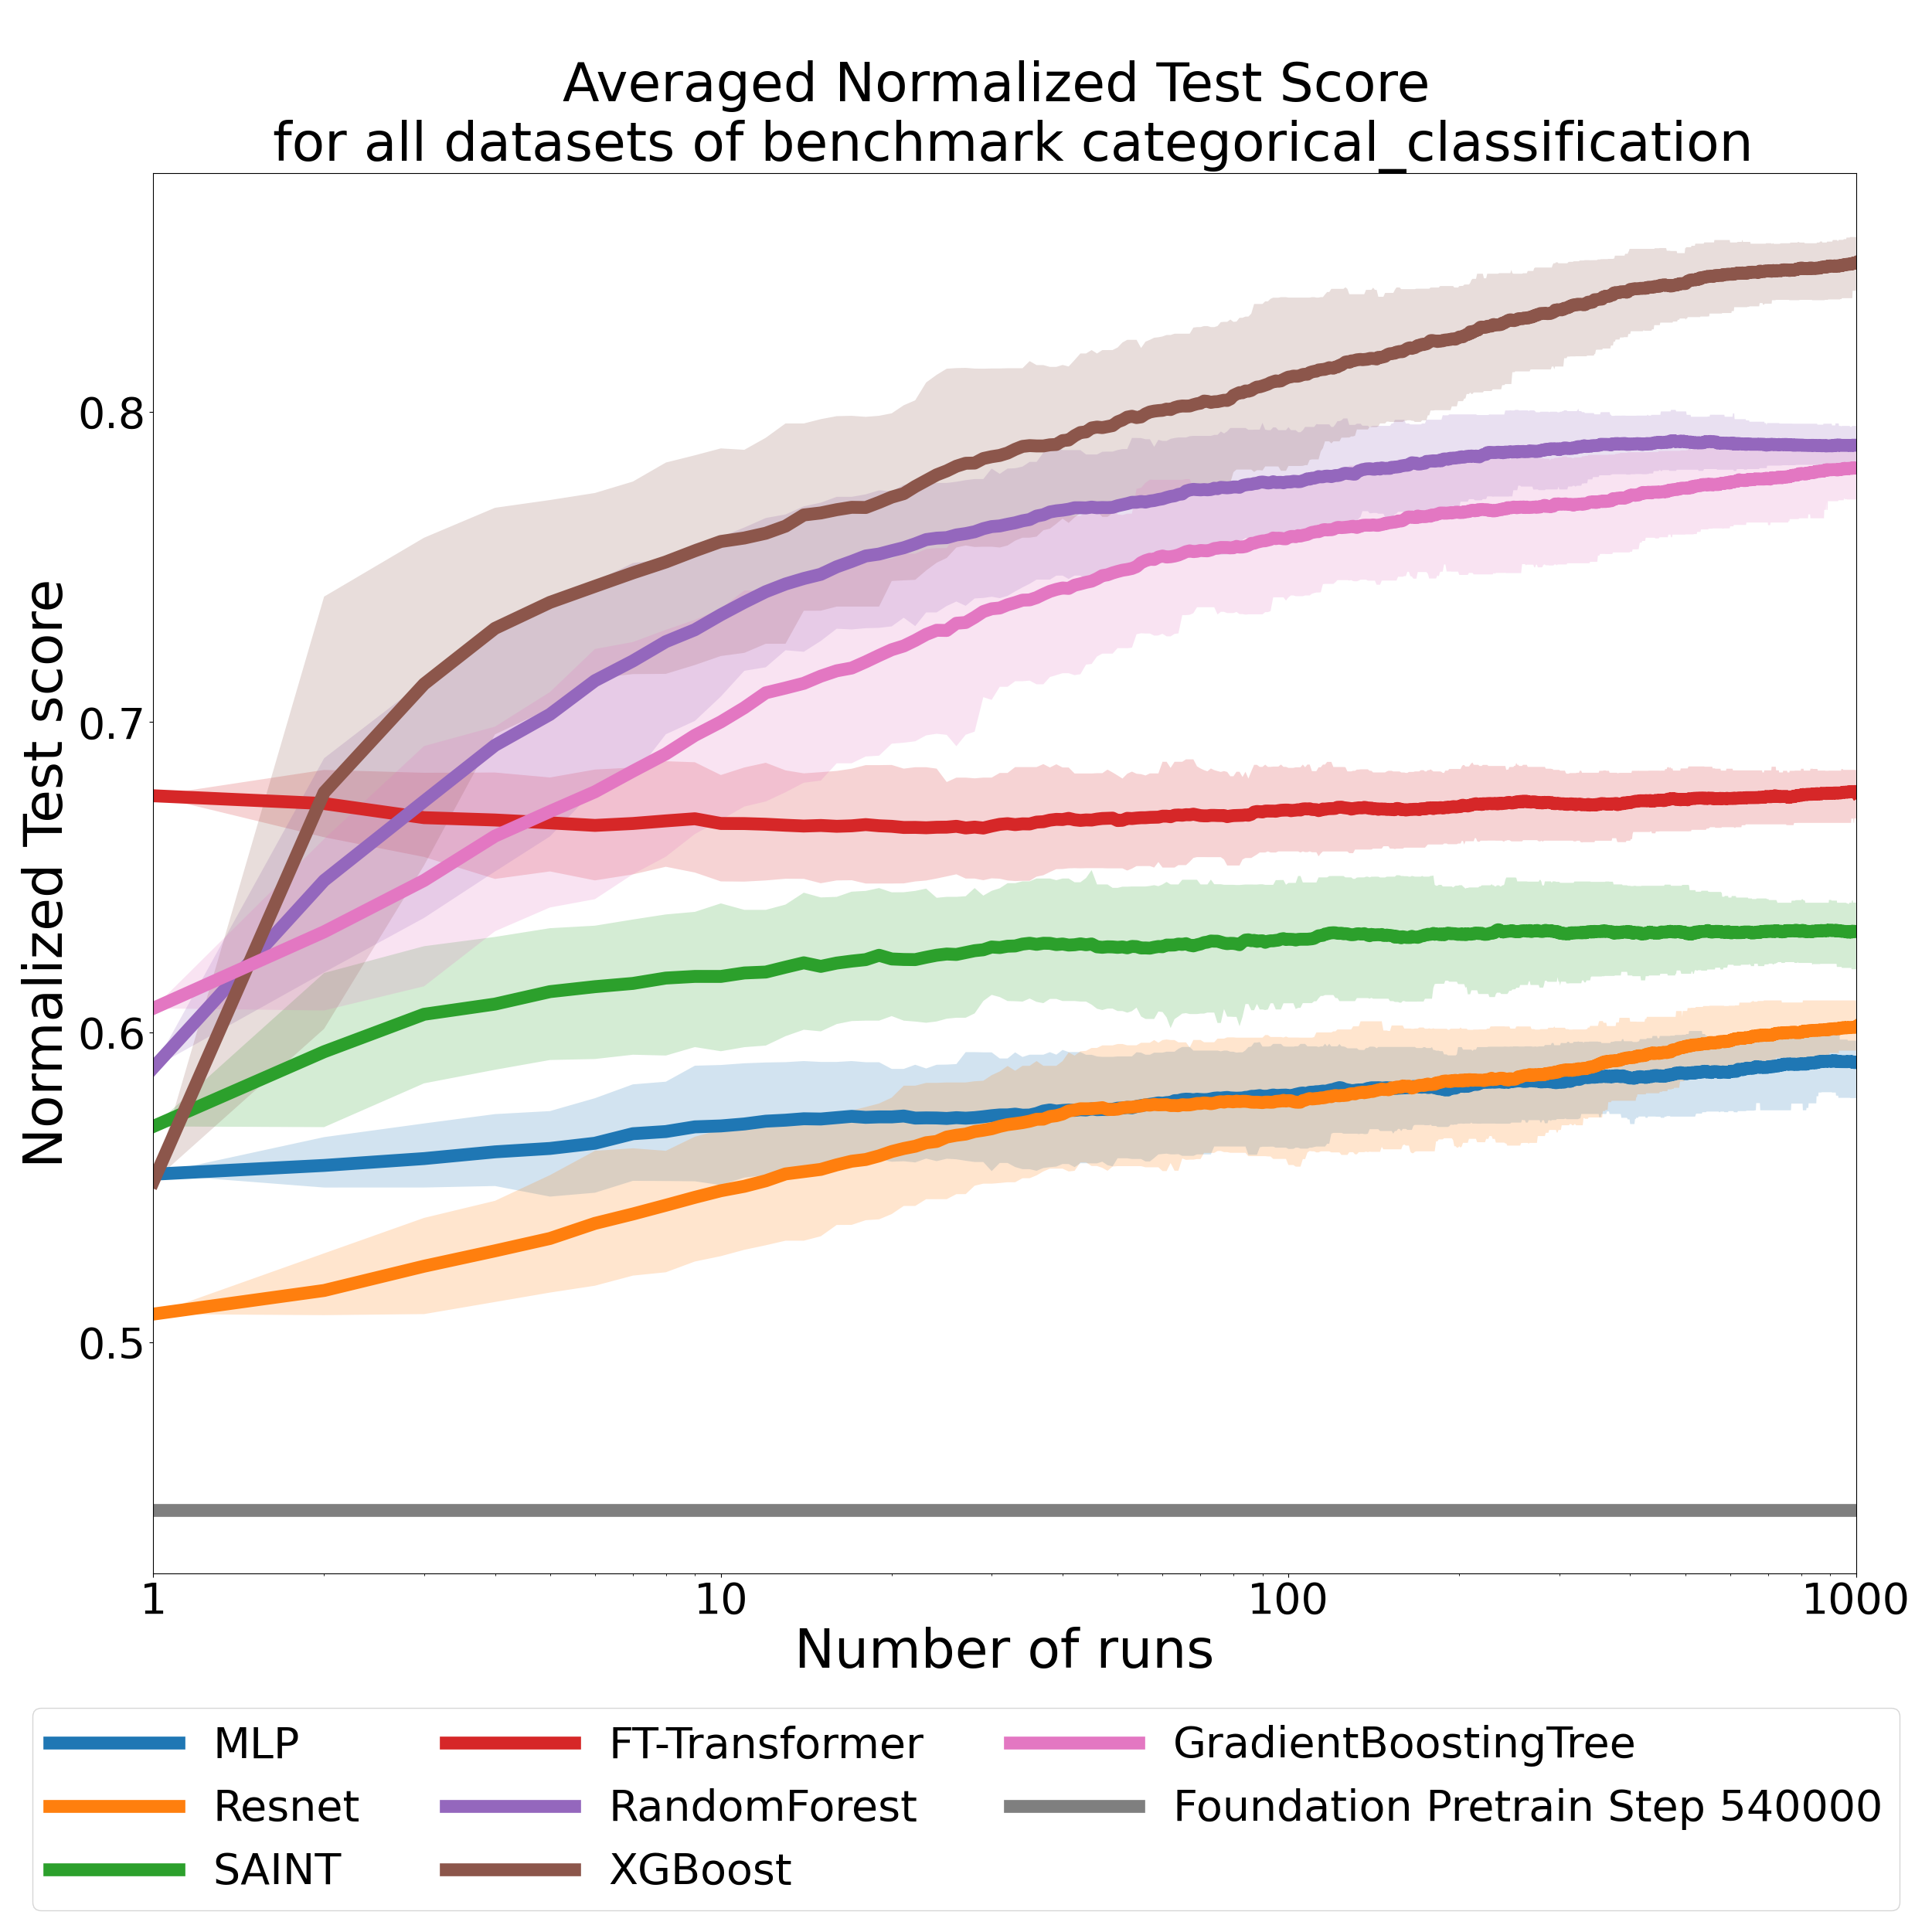 Averaged Normalized Test Score
for all datasets of benchmark categorical_classification
Normalized Test score
0.8
0.7
0.6
0.5
1
10
100
1000
Number of runs
MLP
Resnet
SAINT
FT-Transformer
RandomForest
XGBoost
GradientBoostingTree
Foundation Pretrain Step 540000